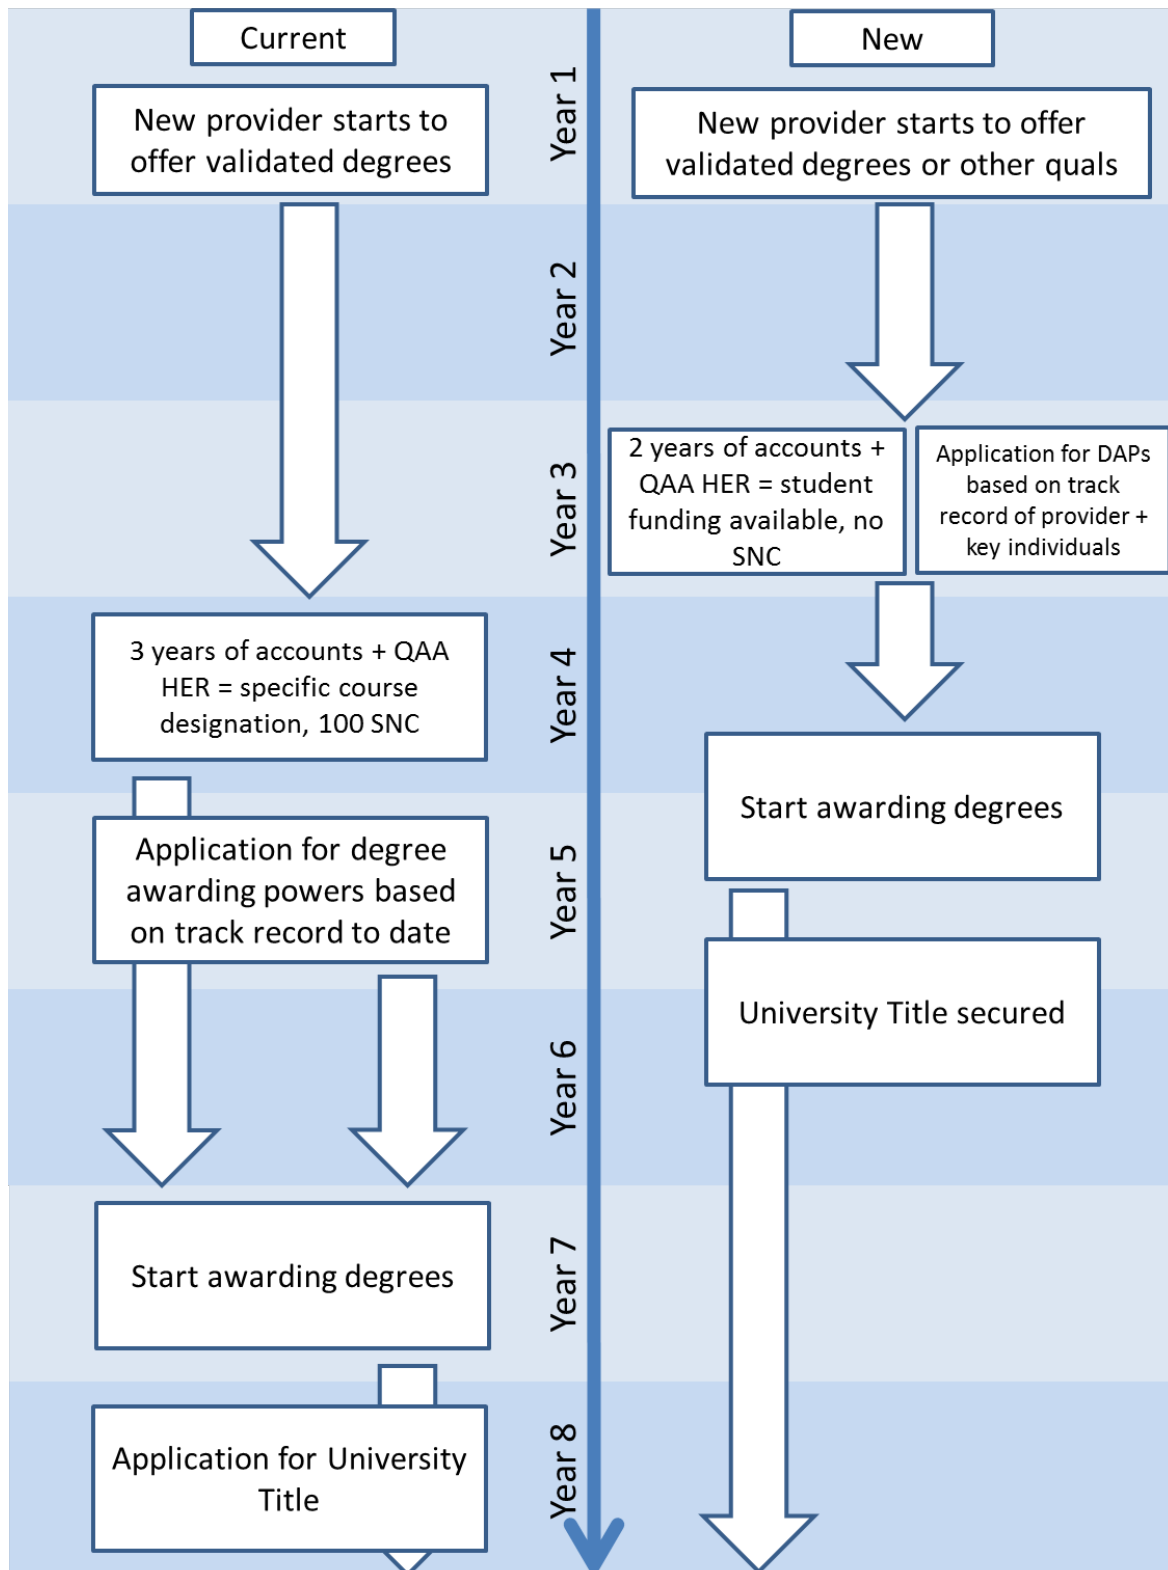 Current
New provider starts to
offer validated degrees
3 years of accounts + QAA
HER = specific course
designation, 100 SNC
Application for degree
awarding powers based
on track record to date
Start awarding degrees
Application for University
Title
Year 1
Year 2
Year 3
Year 4
Year 5
Year 6
Year 7
Year 8
New
New provider starts to offer
validated degrees or other quals
2 years of accounts +
QAA HER = student
funding available, no
SNC
Application for DAPs
based on track
record of provider +
key individuals
Start awarding degrees
University Title secured